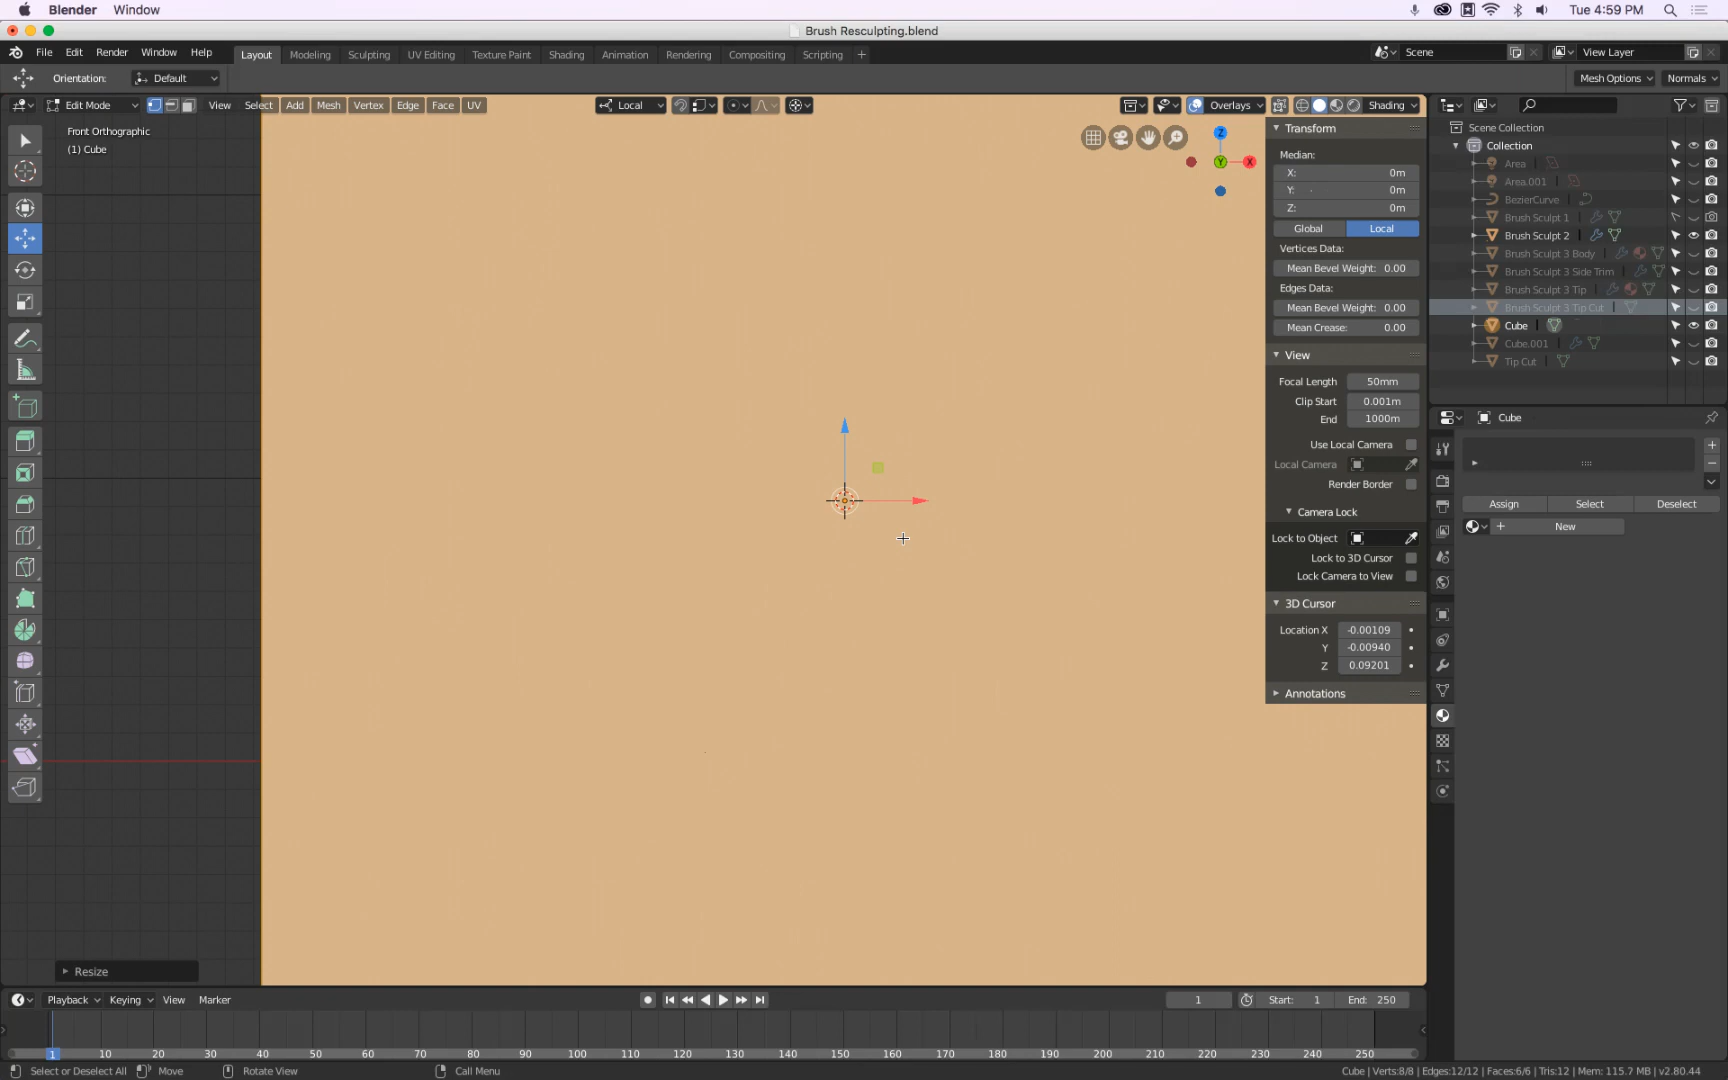 Blender Window Tue 4:59 PM
Brush Resculpting.blend
File Edit Render Window Help Layout Modeling Sculpting UV Editing Texture Paint Shading Animation Rendering Compositing Scripting + Scene View Layer
Orientation: Default Mesh Options Normals
Edit Mode View Select Add Mesh Vertex Edge Face UV Local Overlays Shading
Front Orthographic
(1) Cube
Z
Y
X
Transform
Median:
X: 0m
Y: 0m
Z: 0m
Global Local
Vertices Data:
Mean Bevel Weight: 0.00
Edges Data:
Mean Bevel Weight: 0.00
Mean Crease: 0.00
View
Focal Length 50mm
Clip Start 0.001m
End 1000m
Use Local Camera
Local Camera
Render Border
Camera Lock
Lock to Object
Lock to 3D Cursor
Lock Camera to View
3D Cursor
Location X -0.00109
Y -0.00940
Z 0.09201
Annotations
Scene Collection
Collection
Area
Area.001
BezierCurve
Brush Sculpt 1
Brush Sculpt 2
Brush Sculpt 3 Body
Brush Sculpt 3 Side Trim
Brush Sculpt 3 Tip
Brush Sculpt 3 Tip Cut
Cube
Cube.001
Tip Cut
Cube
Assign Select Deselect
New
Resize
Playback Keying View Marker 1 Start: 1 End: 250
1 10 20 30 40 50 60 70 80 90 100 110 120 130 140 150 160 170 180 190 200 210 220 230 240 250
Select or Deselect All Move Rotate View Call Menu Cube | Verts:8/8 | Edges:12/12 | Faces:6/6 | Tris:12 | Mem: 115.7 MB | v2.80.44